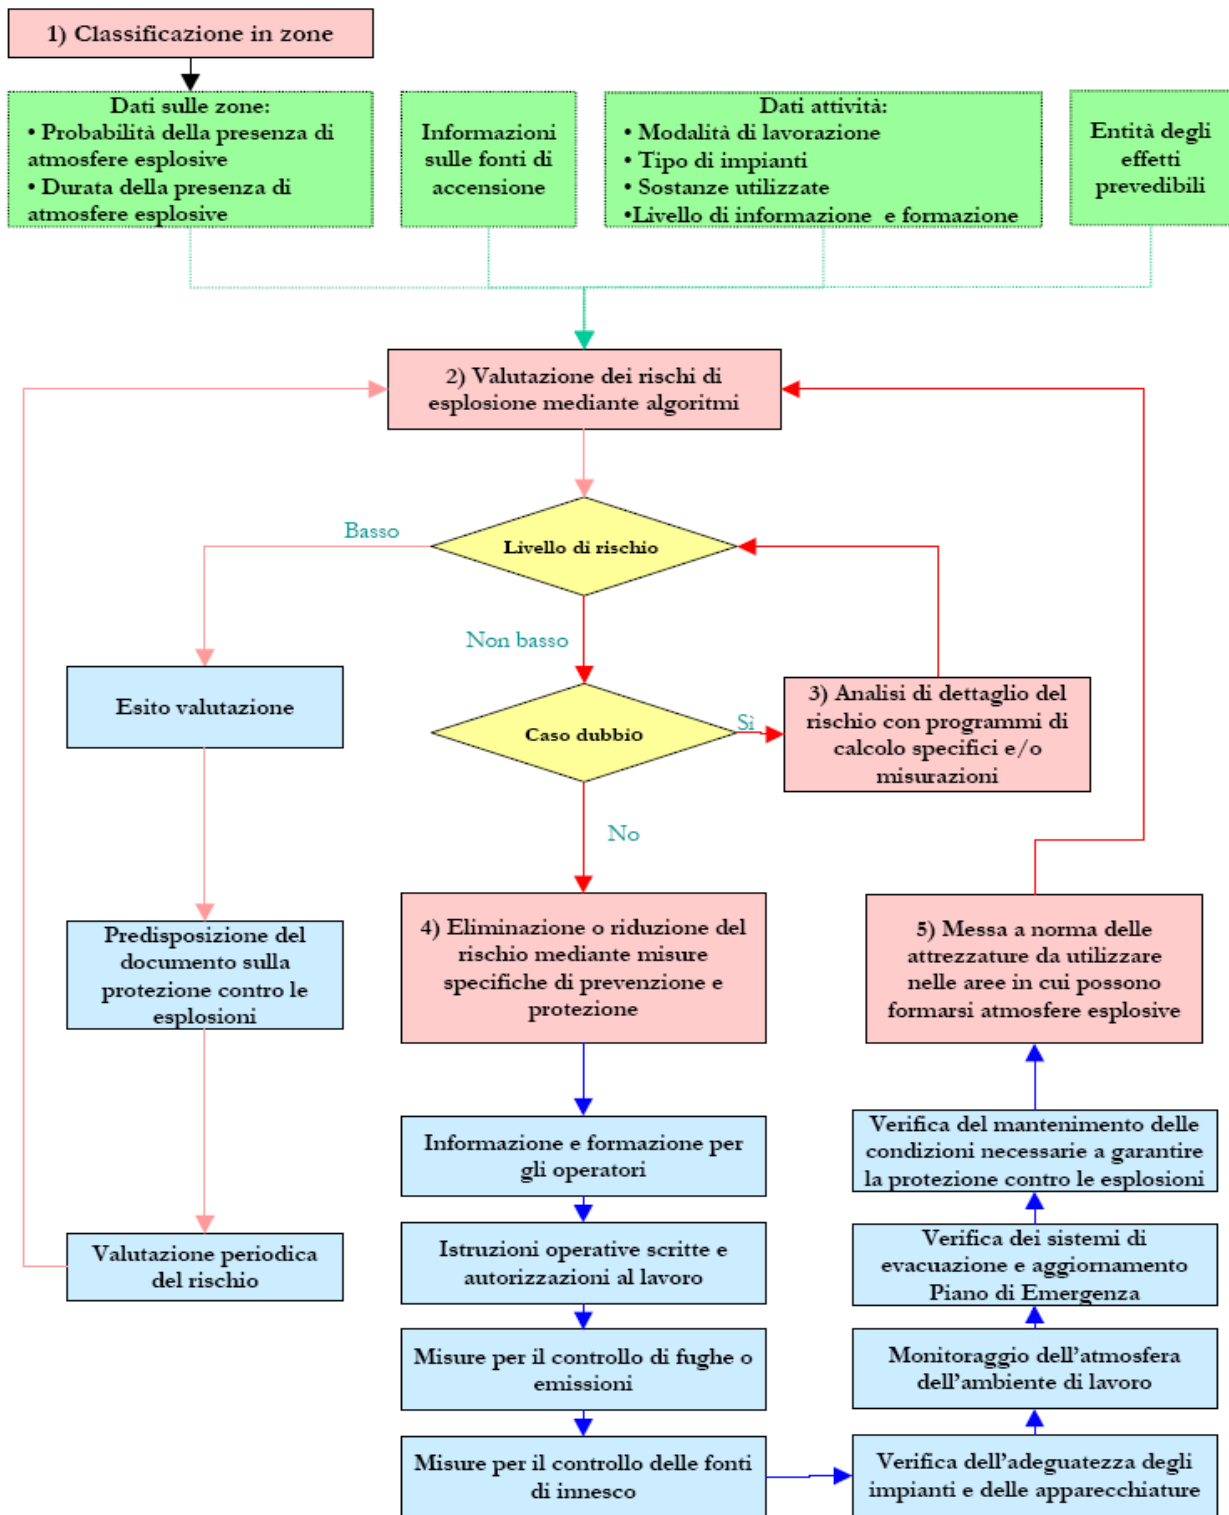 1) Classificazione in zone
Dati sulle zone:
• Probabilità della presenza di
atmosfere esplosive
• Durata della presenza di
atmosfere esplosive
Informazioni
sulle fonti di
accensione
Dati attività:
• Modalità di lavorazione
• Tipo di impianti
• Sostanze utilizzate
•Livello di informazione e formazione
Entità degli
effetti
prevedibili
2) Valutazione dei rischi di
esplosione mediante algoritmi
Livello di rischio
Basso
Non basso
Esito valutazione
Caso dubbio
Sì
3) Analisi di dettaglio del
rischio con programmi di
calcolo specifici e/o
misurazioni
No
Predisposizione del
documento sulla
protezione contro le
esplosioni
4) Eliminazione o riduzione del
rischio mediante misure
specifiche di prevenzione e
protezione
5) Messa a norma delle
attrezzature da utilizzare
nelle aree in cui possono
formarsi atmosfere esplosive
Informazione e formazione per
gli operatori
Verifica del mantenimento delle
condizioni necessarie a garantire
la protezione contro le esplosioni
Valutazione periodica
del rischio
Istruzioni operative scritte e
autorizzazioni al lavoro
Verifica dei sistemi di
evacuazione e aggiornamento
Piano di Emergenza
Misure per il controllo di fughe o
emissioni
Monitoraggio dell'atmosfera
dell'ambiente di lavoro
Misure per il controllo delle fonti
di innesco
Verifica dell'adeguatezza degli
impianti e delle apparecchiature